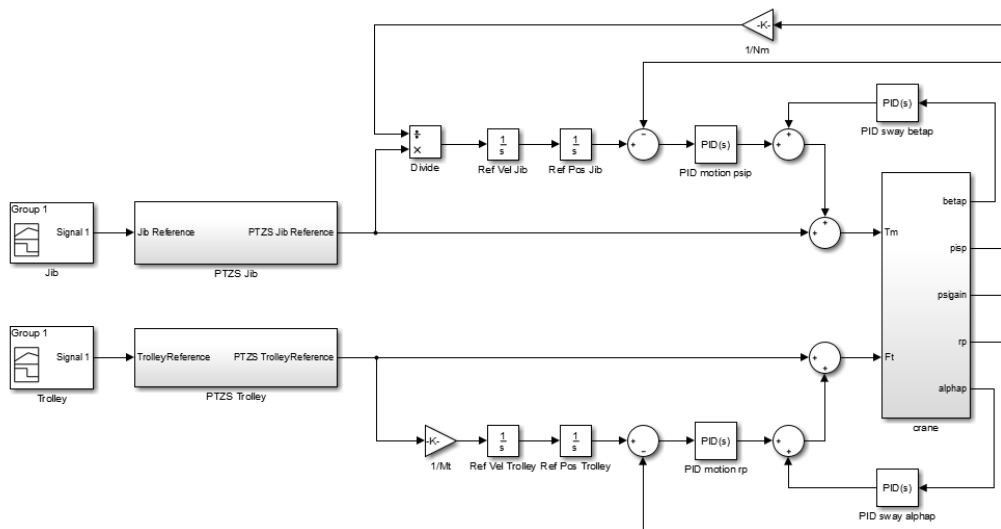 -K-
1/Nm
PID(s)
PID sway betap
÷
×
Divide
1
s
Ref Vel Jib
1
s
Ref Pos Jib
-
+
PID(s)
PID motion psip
+
+
Group 1
Signal 1
Jib
Jib Reference
PTZS Jib Reference
PTZS Jib
+
+
Tm
Ft
betap
pisp
psigain
rp
alphap
crane
Group 1
Signal 1
Trolley
TrolleyReference
PTZS TrolleyReference
PTZS Trolley
+
+
-K-
1/Mt
1
s
Ref Vel Trolley
1
s
Ref Pos Trolley
+
-
PID(s)
PID motion rp
+
+
PID(s)
PID sway alphap